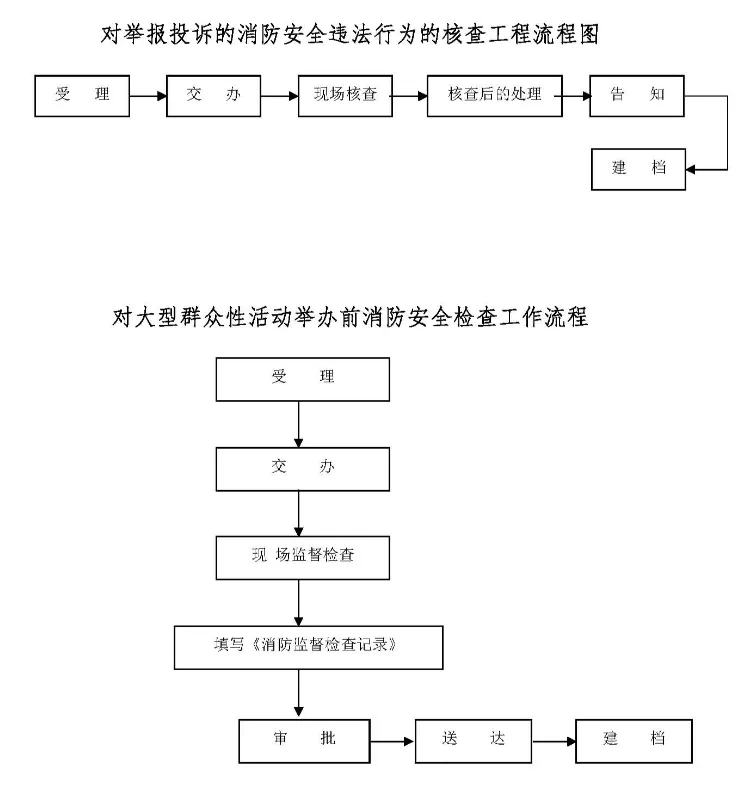 对举报投诉的消防安全违法行为的核查工程流程图
受 理 交 办 现场核查 核查后的处理 告 知
建 档
对大型群众性活动举办前消防安全检查工作流程
受 理
交 办
现 场监督检查
填写《消防监督检查记录》
审 批 送 达 建 档